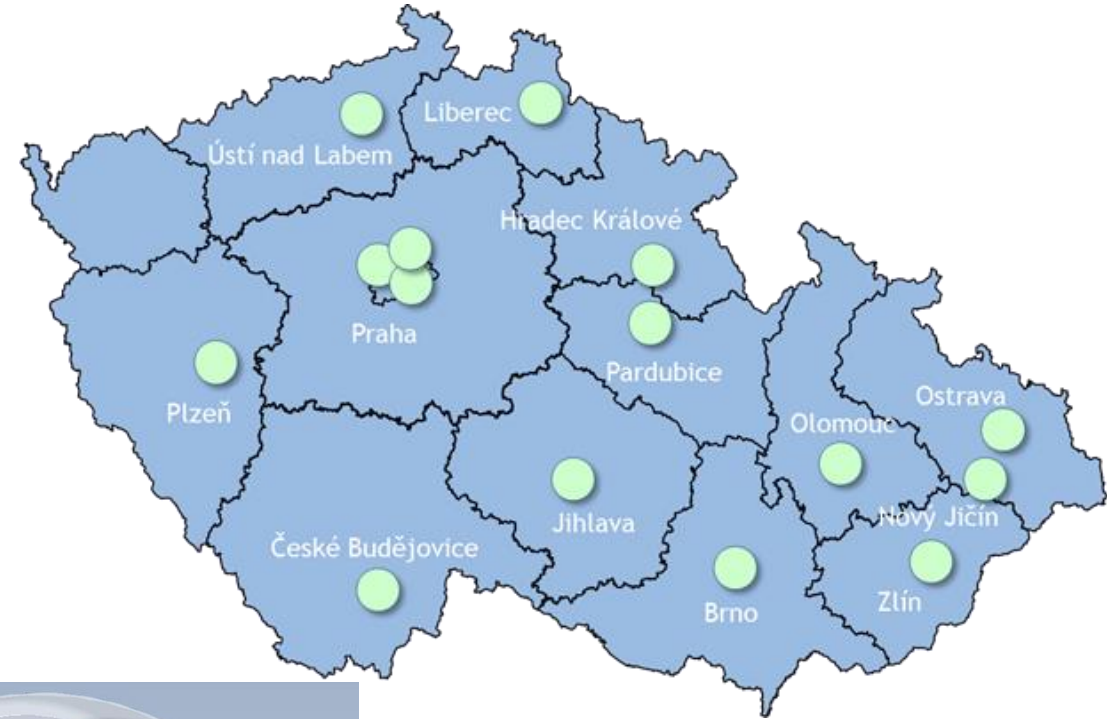 Liberec
Ústí nad Labem
Hradec Králové
Praha
Pardubice
Plzeň
Ostrava
Olomouc
Nový Jičín
Jihlava
České Budějovice
Zlín
Brno